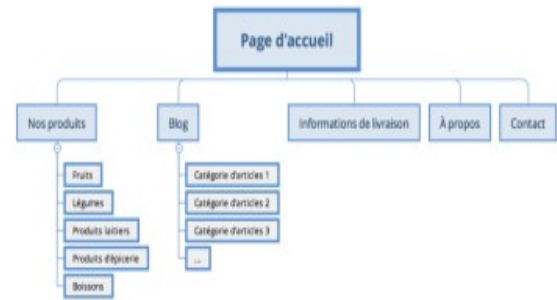 Page d'accueil
Nos produits
Blog
Informations de livraison
À propos
Contact
Fruits
Légumes
Produits laitiers
Produits d'épicerie
Boissons
Catégorie d'articles 1
Catégorie d'articles 2
Catégorie d'articles 3
...